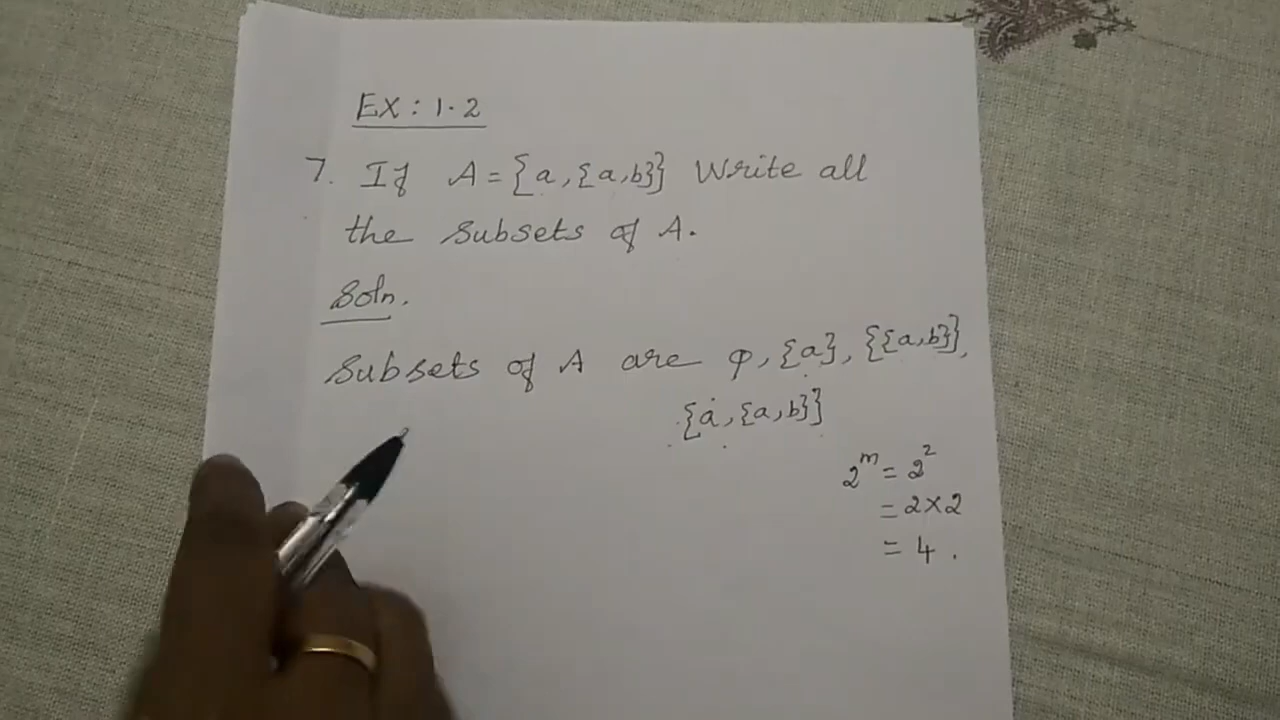 EX : 1.2
7. If A = {a, {a,b}} Write all
the subsets of A.
Soln.
Subsets of A are φ, {a}, {{a,b}},
{a, {a,b}}
2^m = 2^2
= 2×2
= 4.